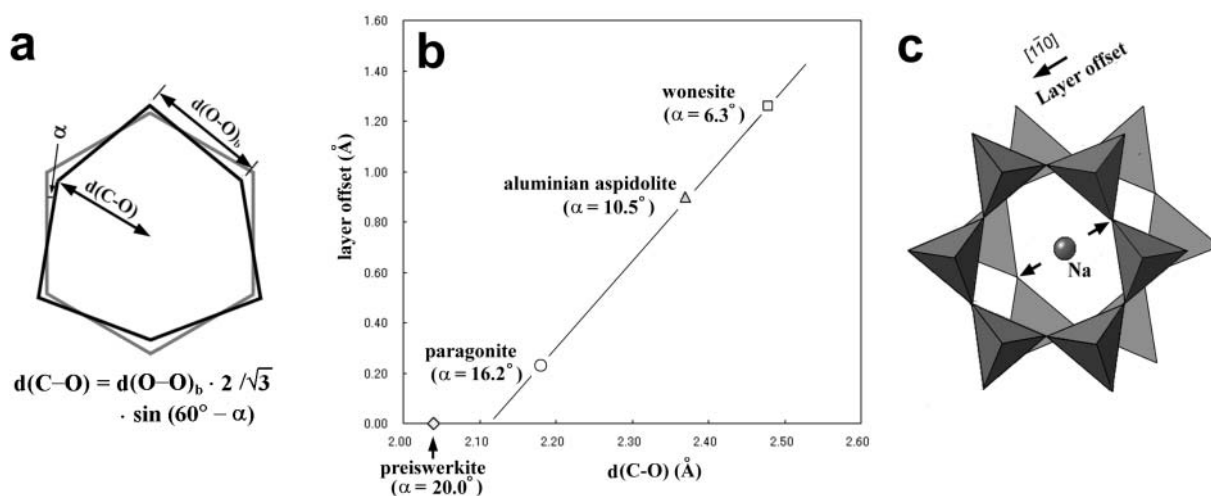 a
α
d(O-O)b
d(C-O)
d(C–O) = d(O–O)b · 2 /√3
· sin (60° – α)
b
1.60
1.40
1.20
1.00
0.80
0.60
0.40
0.20
0.00
layer offset (Å)
wonesite
(α = 6.3°)
aluminian aspidolite
(α = 10.5°)
paragonite
(α = 16.2°)
2.00
2.10
2.20
2.30
2.40
2.50
2.60
preiswerkite
(α = 20.0°)
d(C-O) (Å)
c
[11̄0]
Layer offset
Na